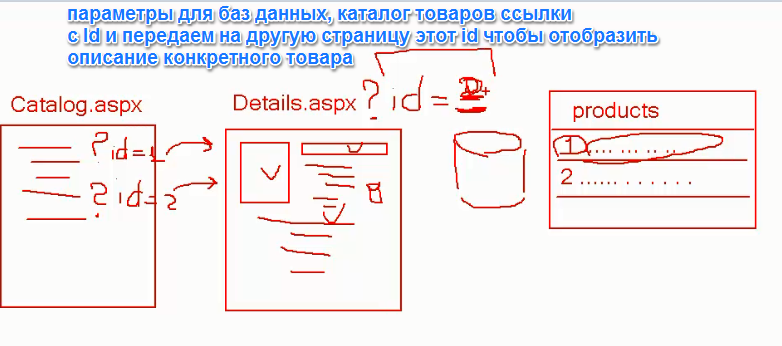 параметры для баз данных, каталог товаров ссылки
с Id и передаем на другую страницу этот id чтобы отобразить
описание конкретного товара
Catalog.aspx
Details.aspx ?id=
products
?id=1
?id=2
1 .... ... .. ..
2 ...... . . . . . .